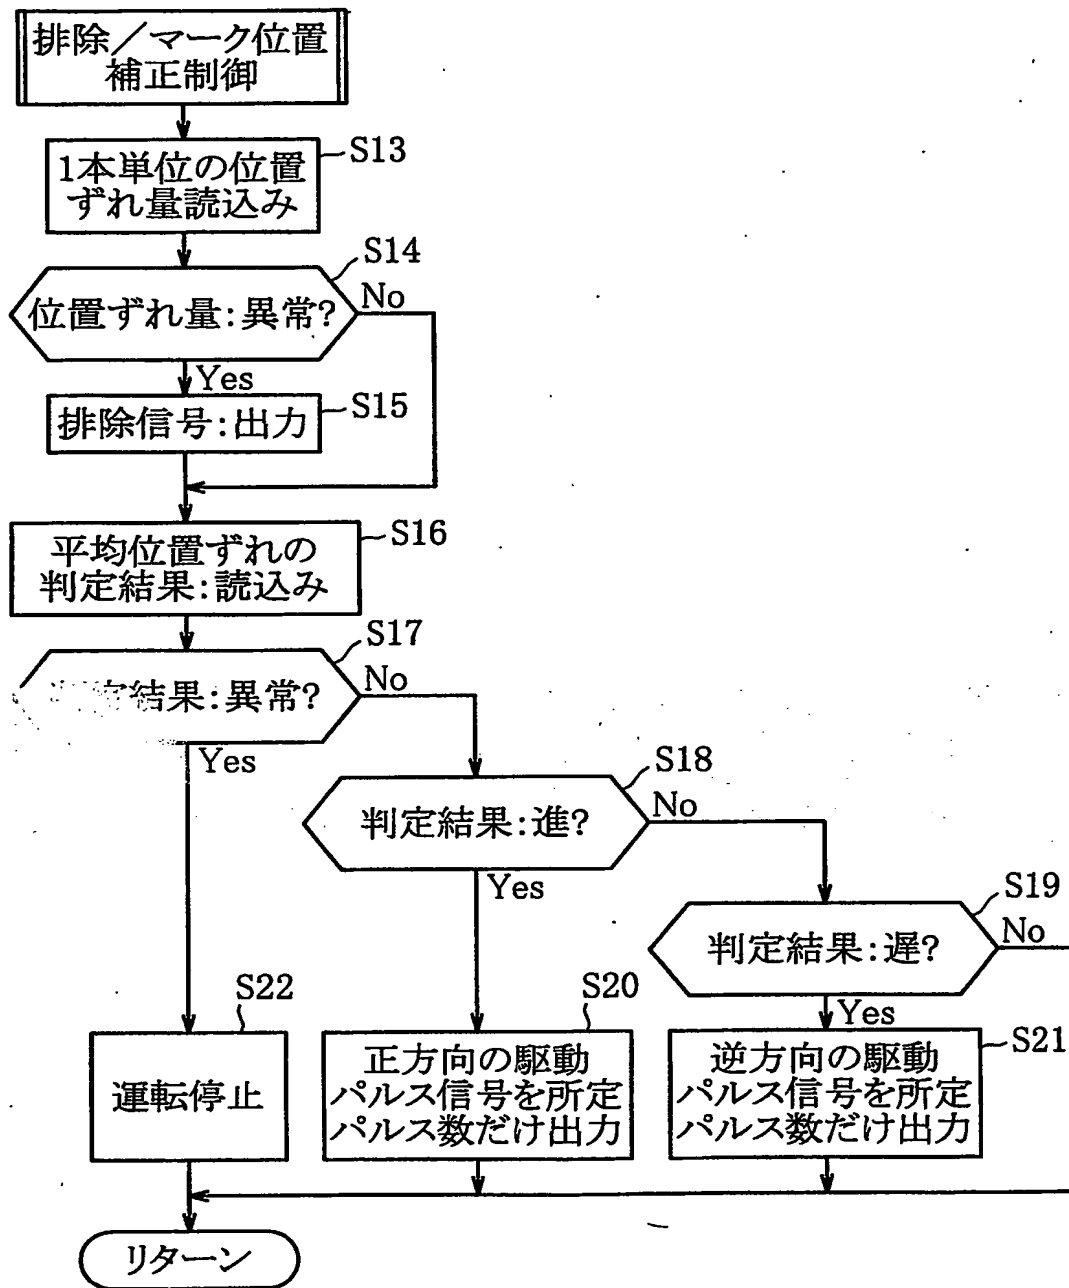 排除／マーク位置
補正制御
S13
1本単位の位置
ずれ量読込み
S14
位置ずれ量:異常?
No
Yes
S15
排除信号:出力
S16
平均位置ずれの
判定結果:読込み
S17
結果:異常?
No
Yes
S18
判定結果:進?
No
Yes
S19
判定結果:遅?
No
Yes
S22
運転停止
S20
正方向の駆動
パルス信号を所定
パルス数だけ出力
S21
逆方向の駆動
パルス信号を所定
パルス数だけ出力
リターン